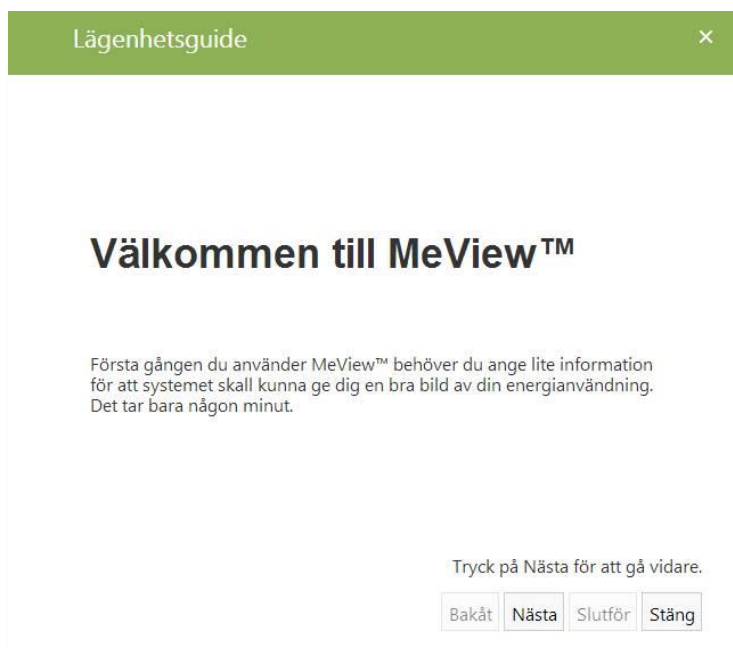 Lägenhetsguide ×
Välkommen till MeView™
Första gången du använder MeView™ behöver du ange lite information
för att systemet skall kunna ge dig en bra bild av din energianvändning.
Det tar bara någon minut.
Tryck på Nästa för att gå vidare.
Bakåt Nästa Slutför Stäng